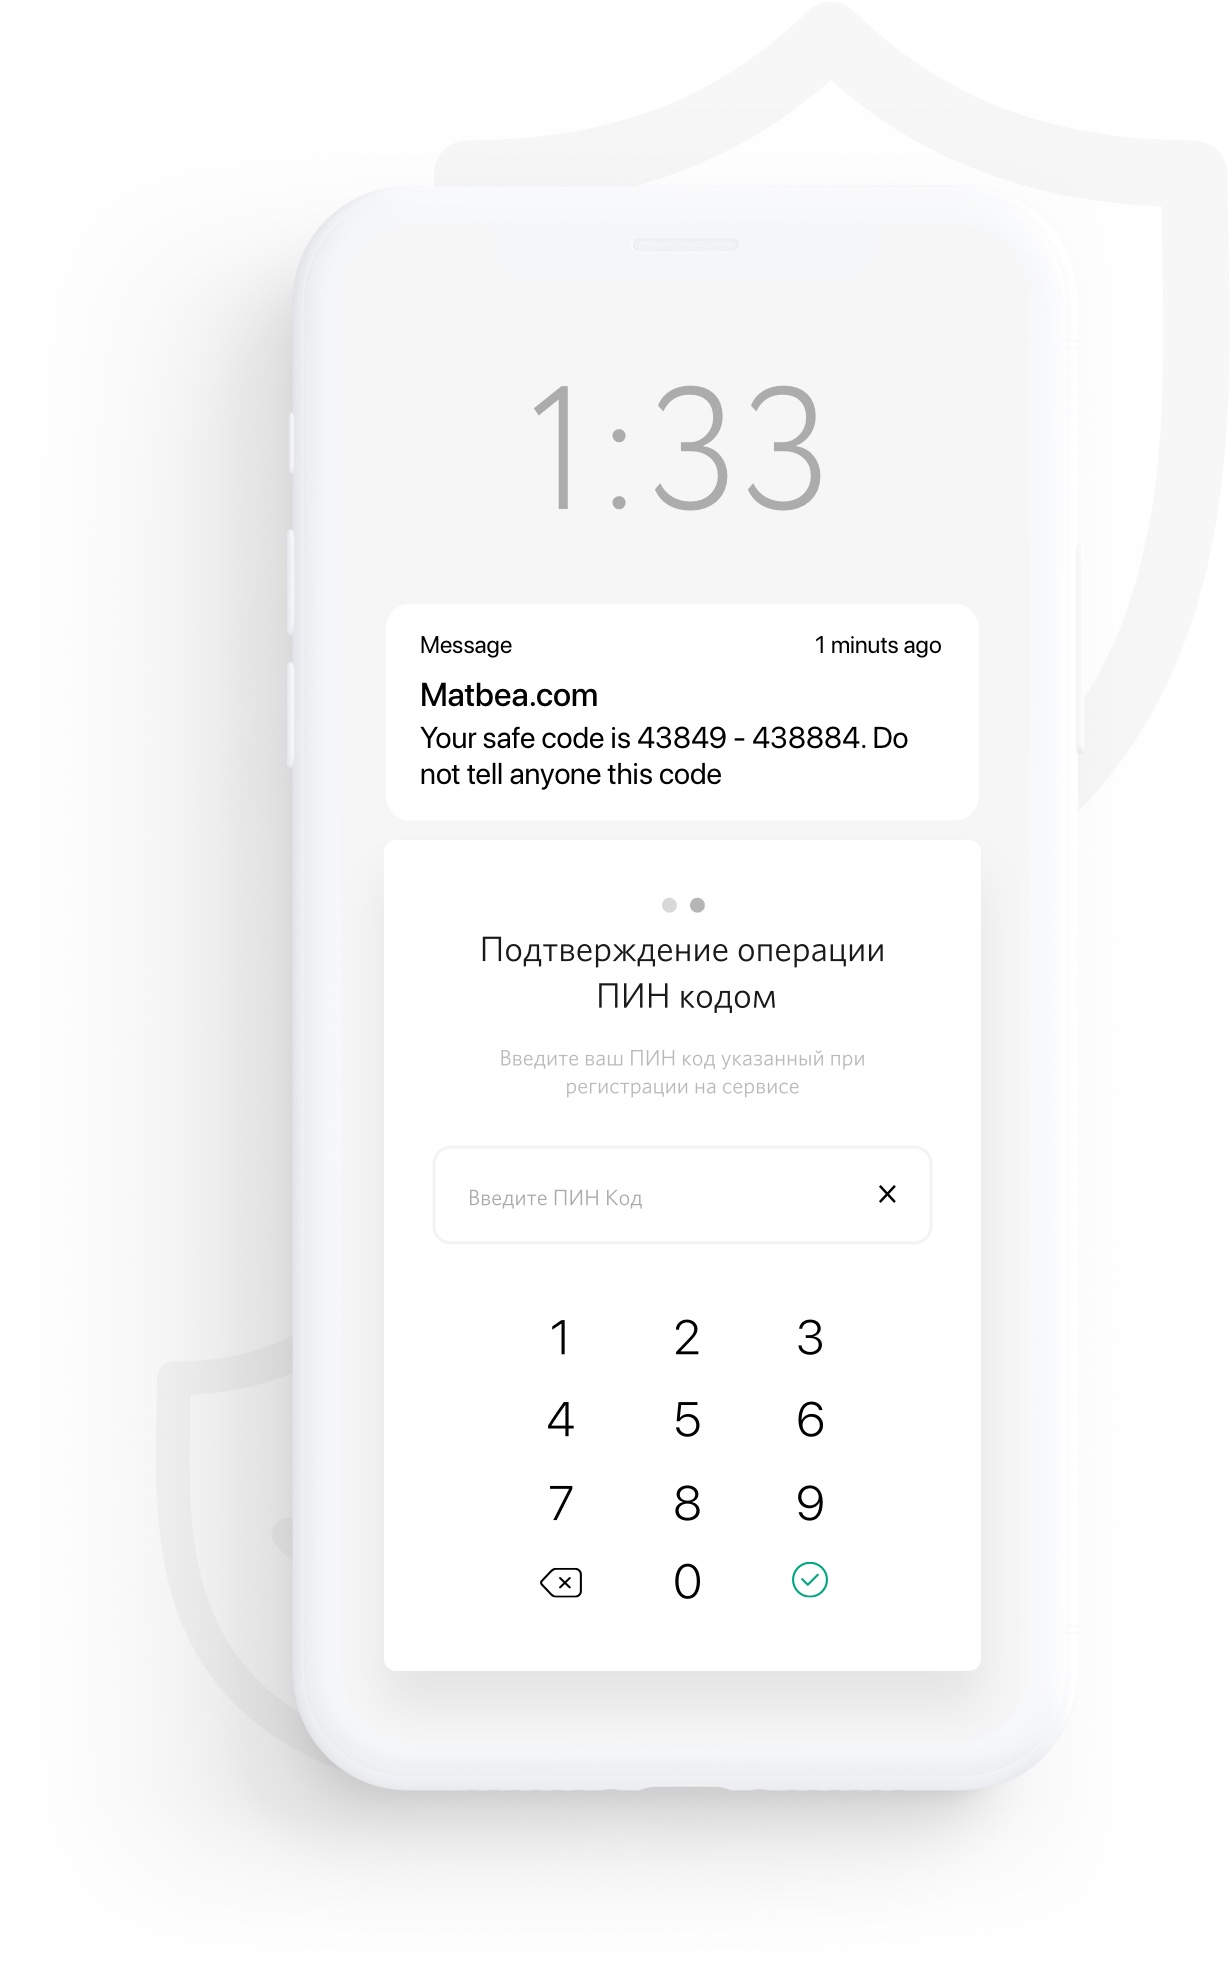 1:33
Message 1 minuts ago
Matbea.com
Your safe code is 43849 - 438884. Do
not tell anyone this code
Подтверждение операции
ПИН кодом
Введите ваш ПИН код указанный при
регистрации на сервисе
Введите ПИН Код
1 2 3
4 5 6
7 8 9
0